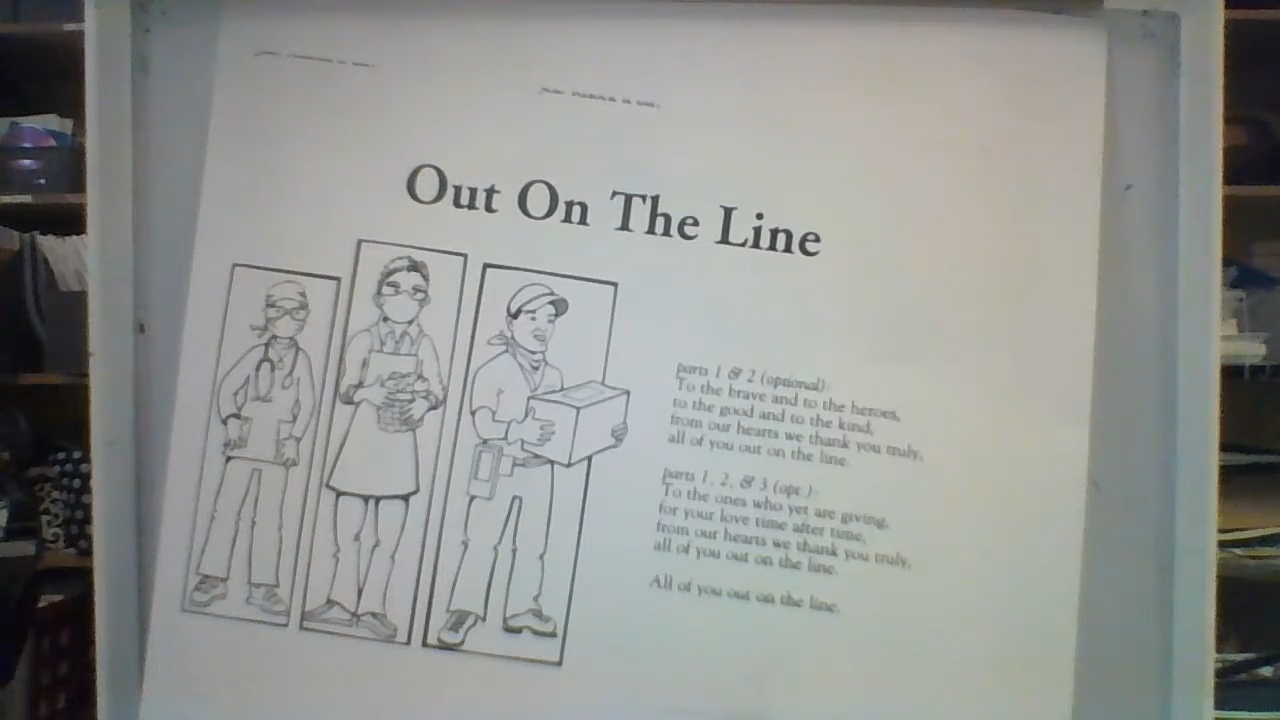 Out On The Line
parts 1 & 2 (optional)
To the brave and to the heroes,
to the good and to the kind,
from our hearts we thank you truly,
all of you out on the line.
parts 1, 2, & 3 (opt.)
To the ones who yet are giving,
for your love time after time,
from our hearts we thank you truly,
all of you out on the line.
All of you out on the line.